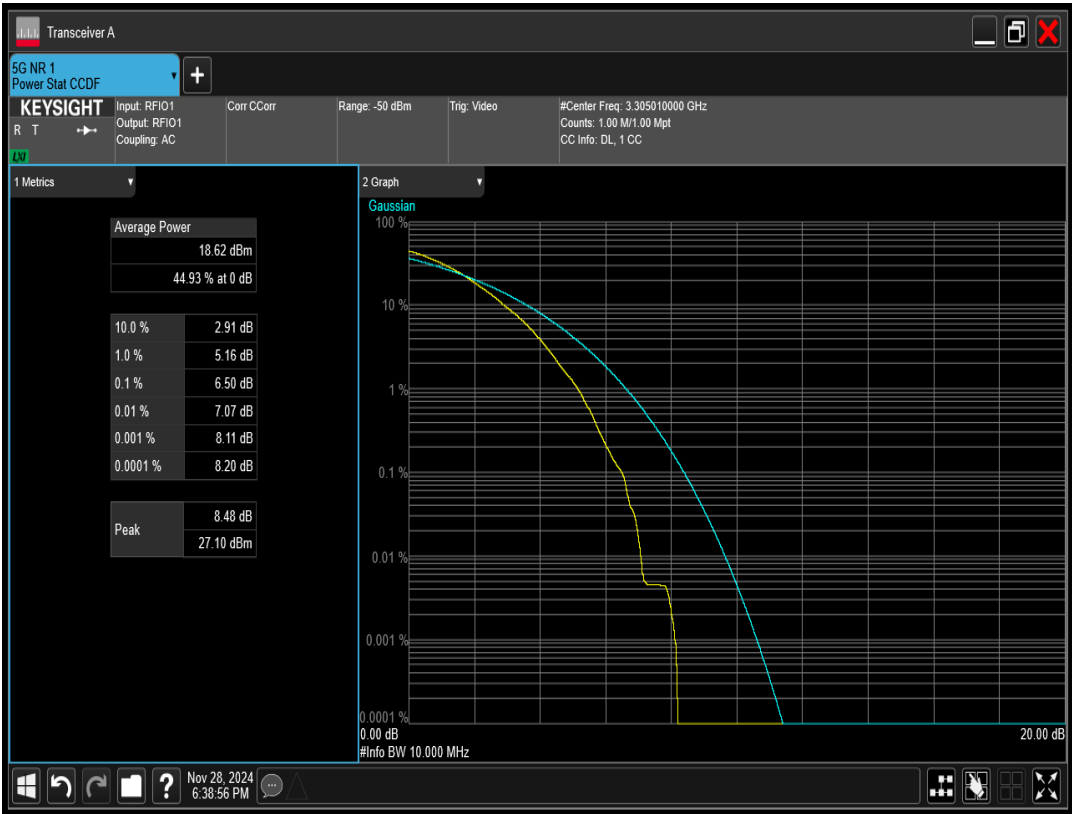 Transceiver A
5G NR 1
Power Stat CCDF
KEYSIGHT
R T
LXI
Input: RFIO1
Output: RFIO1
Coupling: AC
Corr CCorr
Range: -50 dBm
Trig: Video
#Center Freq: 3.305010000 GHz
Counts: 1.00 M/1.00 Mpt
CC Info: DL, 1 CC
1 Metrics
Average Power
18.62 dBm
44.93 % at 0 dB
10.0 % 2.91 dB
1.0 % 5.16 dB
0.1 % 6.50 dB
0.01 % 7.07 dB
0.001 % 8.11 dB
0.0001 % 8.20 dB
Peak
8.48 dB
27.10 dBm
2 Graph
Gaussian
100 %
10 %
1 %
0.1 %
0.01 %
0.001 %
0.0001 %
0.00 dB
20.00 dB
#Info BW 10.000 MHz
?
Nov 28, 2024
6:38:56 PM